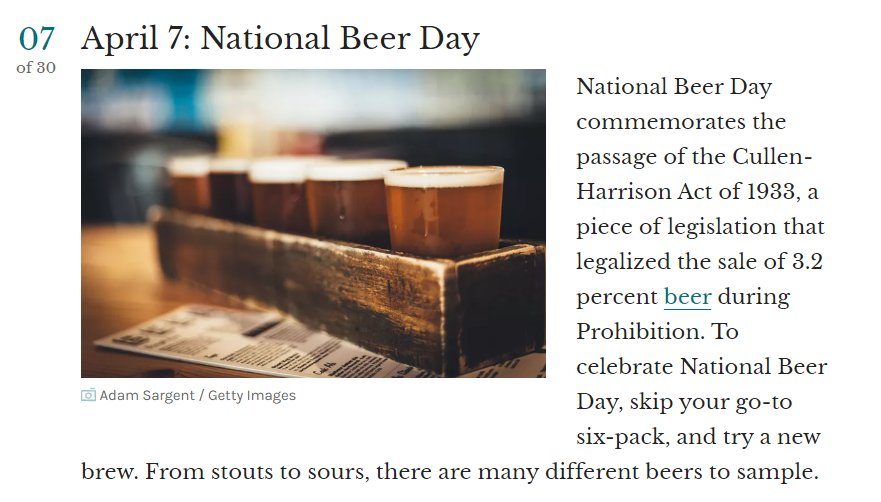 07
of 30
April 7: National Beer Day
National Beer Day
commemorates the
passage of the Cullen-
Harrison Act of 1933, a
piece of legislation that
legalized the sale of 3.2
percent beer during
Prohibition. To
celebrate National Beer
Day, skip your go-to
six-pack, and try a new
brew. From stouts to sours, there are many different beers to sample.
Adam Sargent / Getty Images